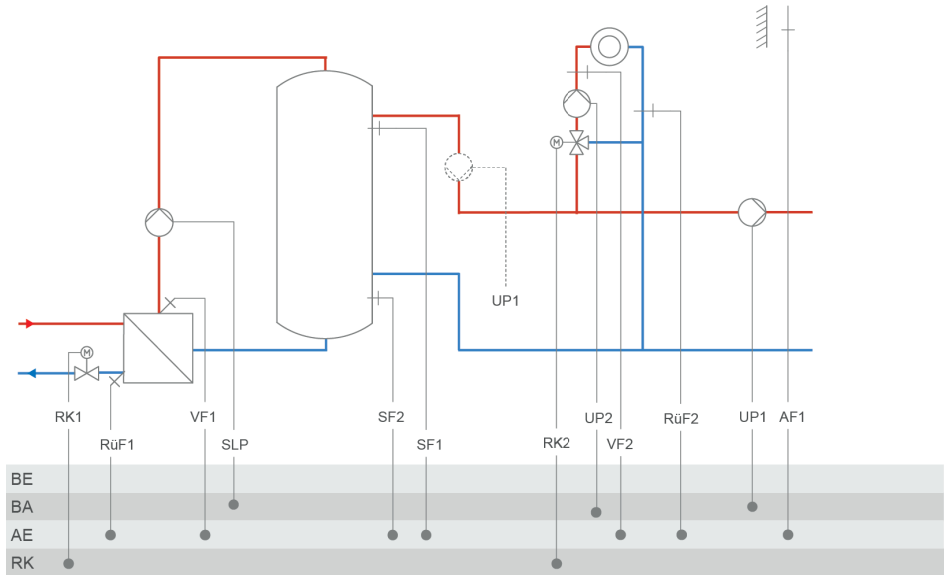 M
UP1
M
RK1
VF1
SF2
UP2
RüF2
UP1
AF1
RüF1
SLP
SF1
RK2
VF2
BE
BA
AE
RK